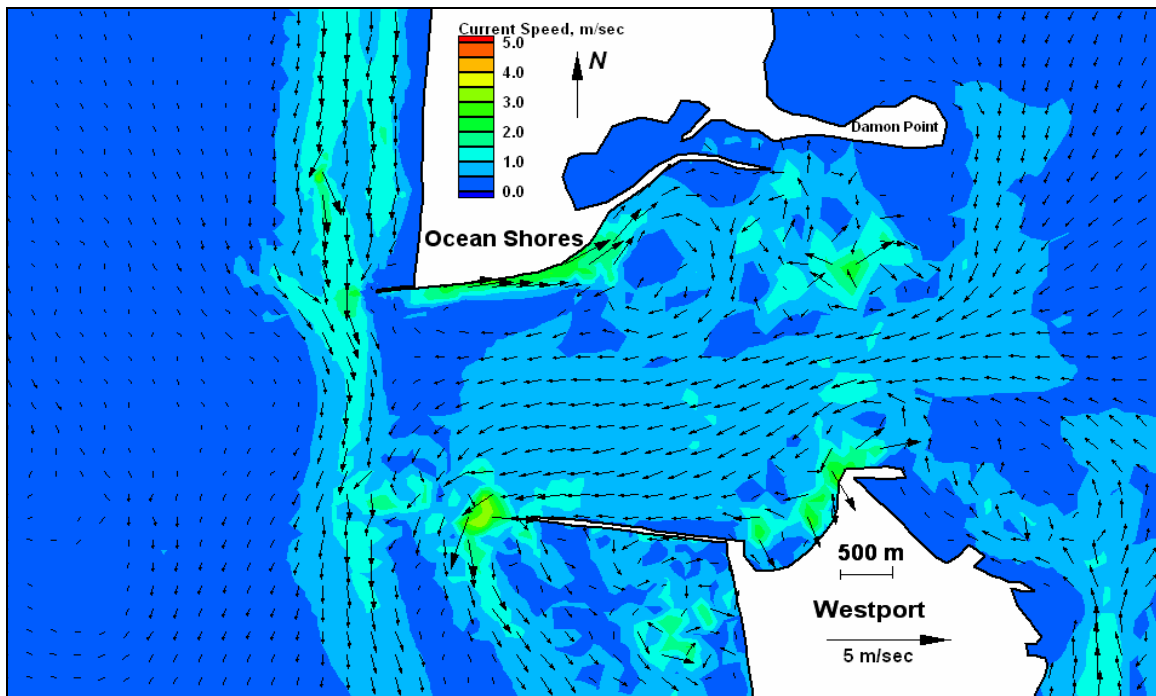 Current Speed, m/sec
5.0
4.0
3.0
2.0
1.0
0.0
N
Damon Point
Ocean Shores
500 m
Westport
5 m/sec